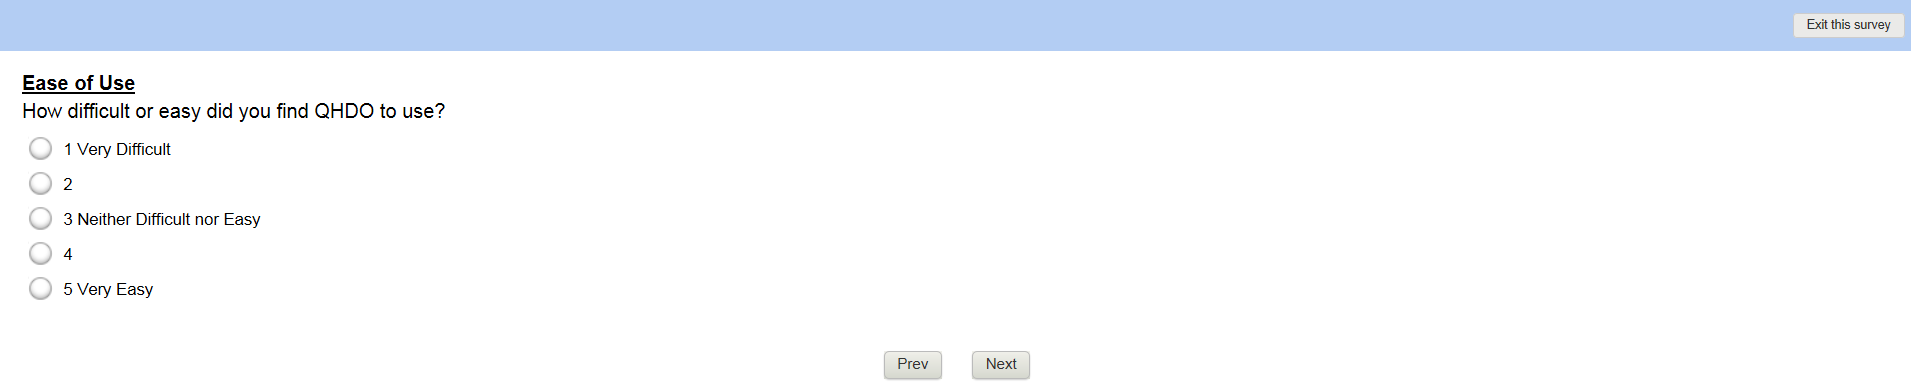 Exit this survey
Ease of Use
How difficult or easy did you find QHDO to use?
1 Very Difficult
2
3 Neither Difficult nor Easy
4
5 Very Easy
Prev Next